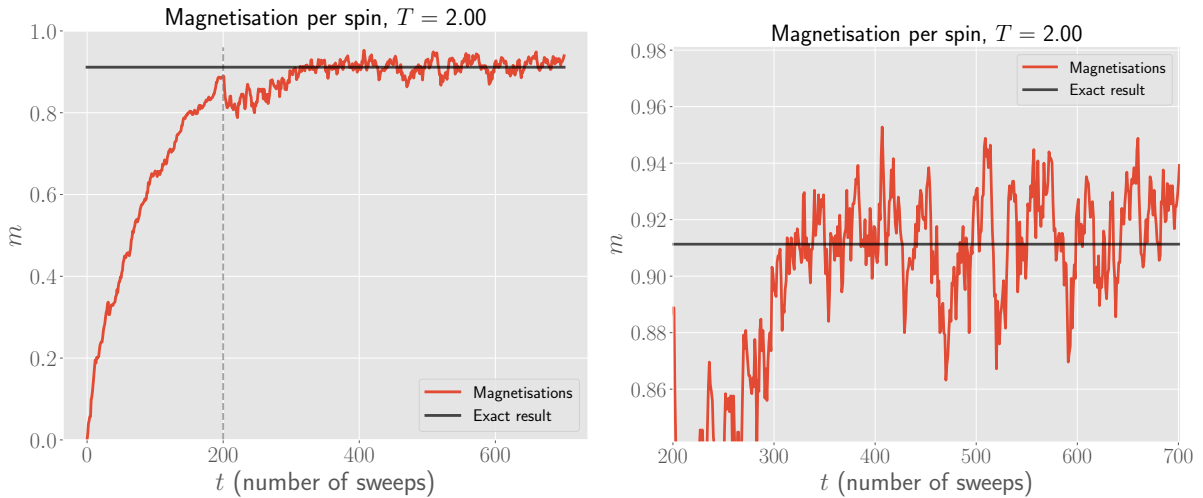 Magnetisation per spin, T = 2.00
1.0
0.8
0.6
0.4
0.2
0.0
m
0
200
400
600
t (number of sweeps)
Magnetisations
Exact result
Magnetisation per spin, T = 2.00
0.98
0.96
0.94
0.92
0.90
0.88
0.86
m
200
300
400
500
600
700
t (number of sweeps)
Magnetisations
Exact result